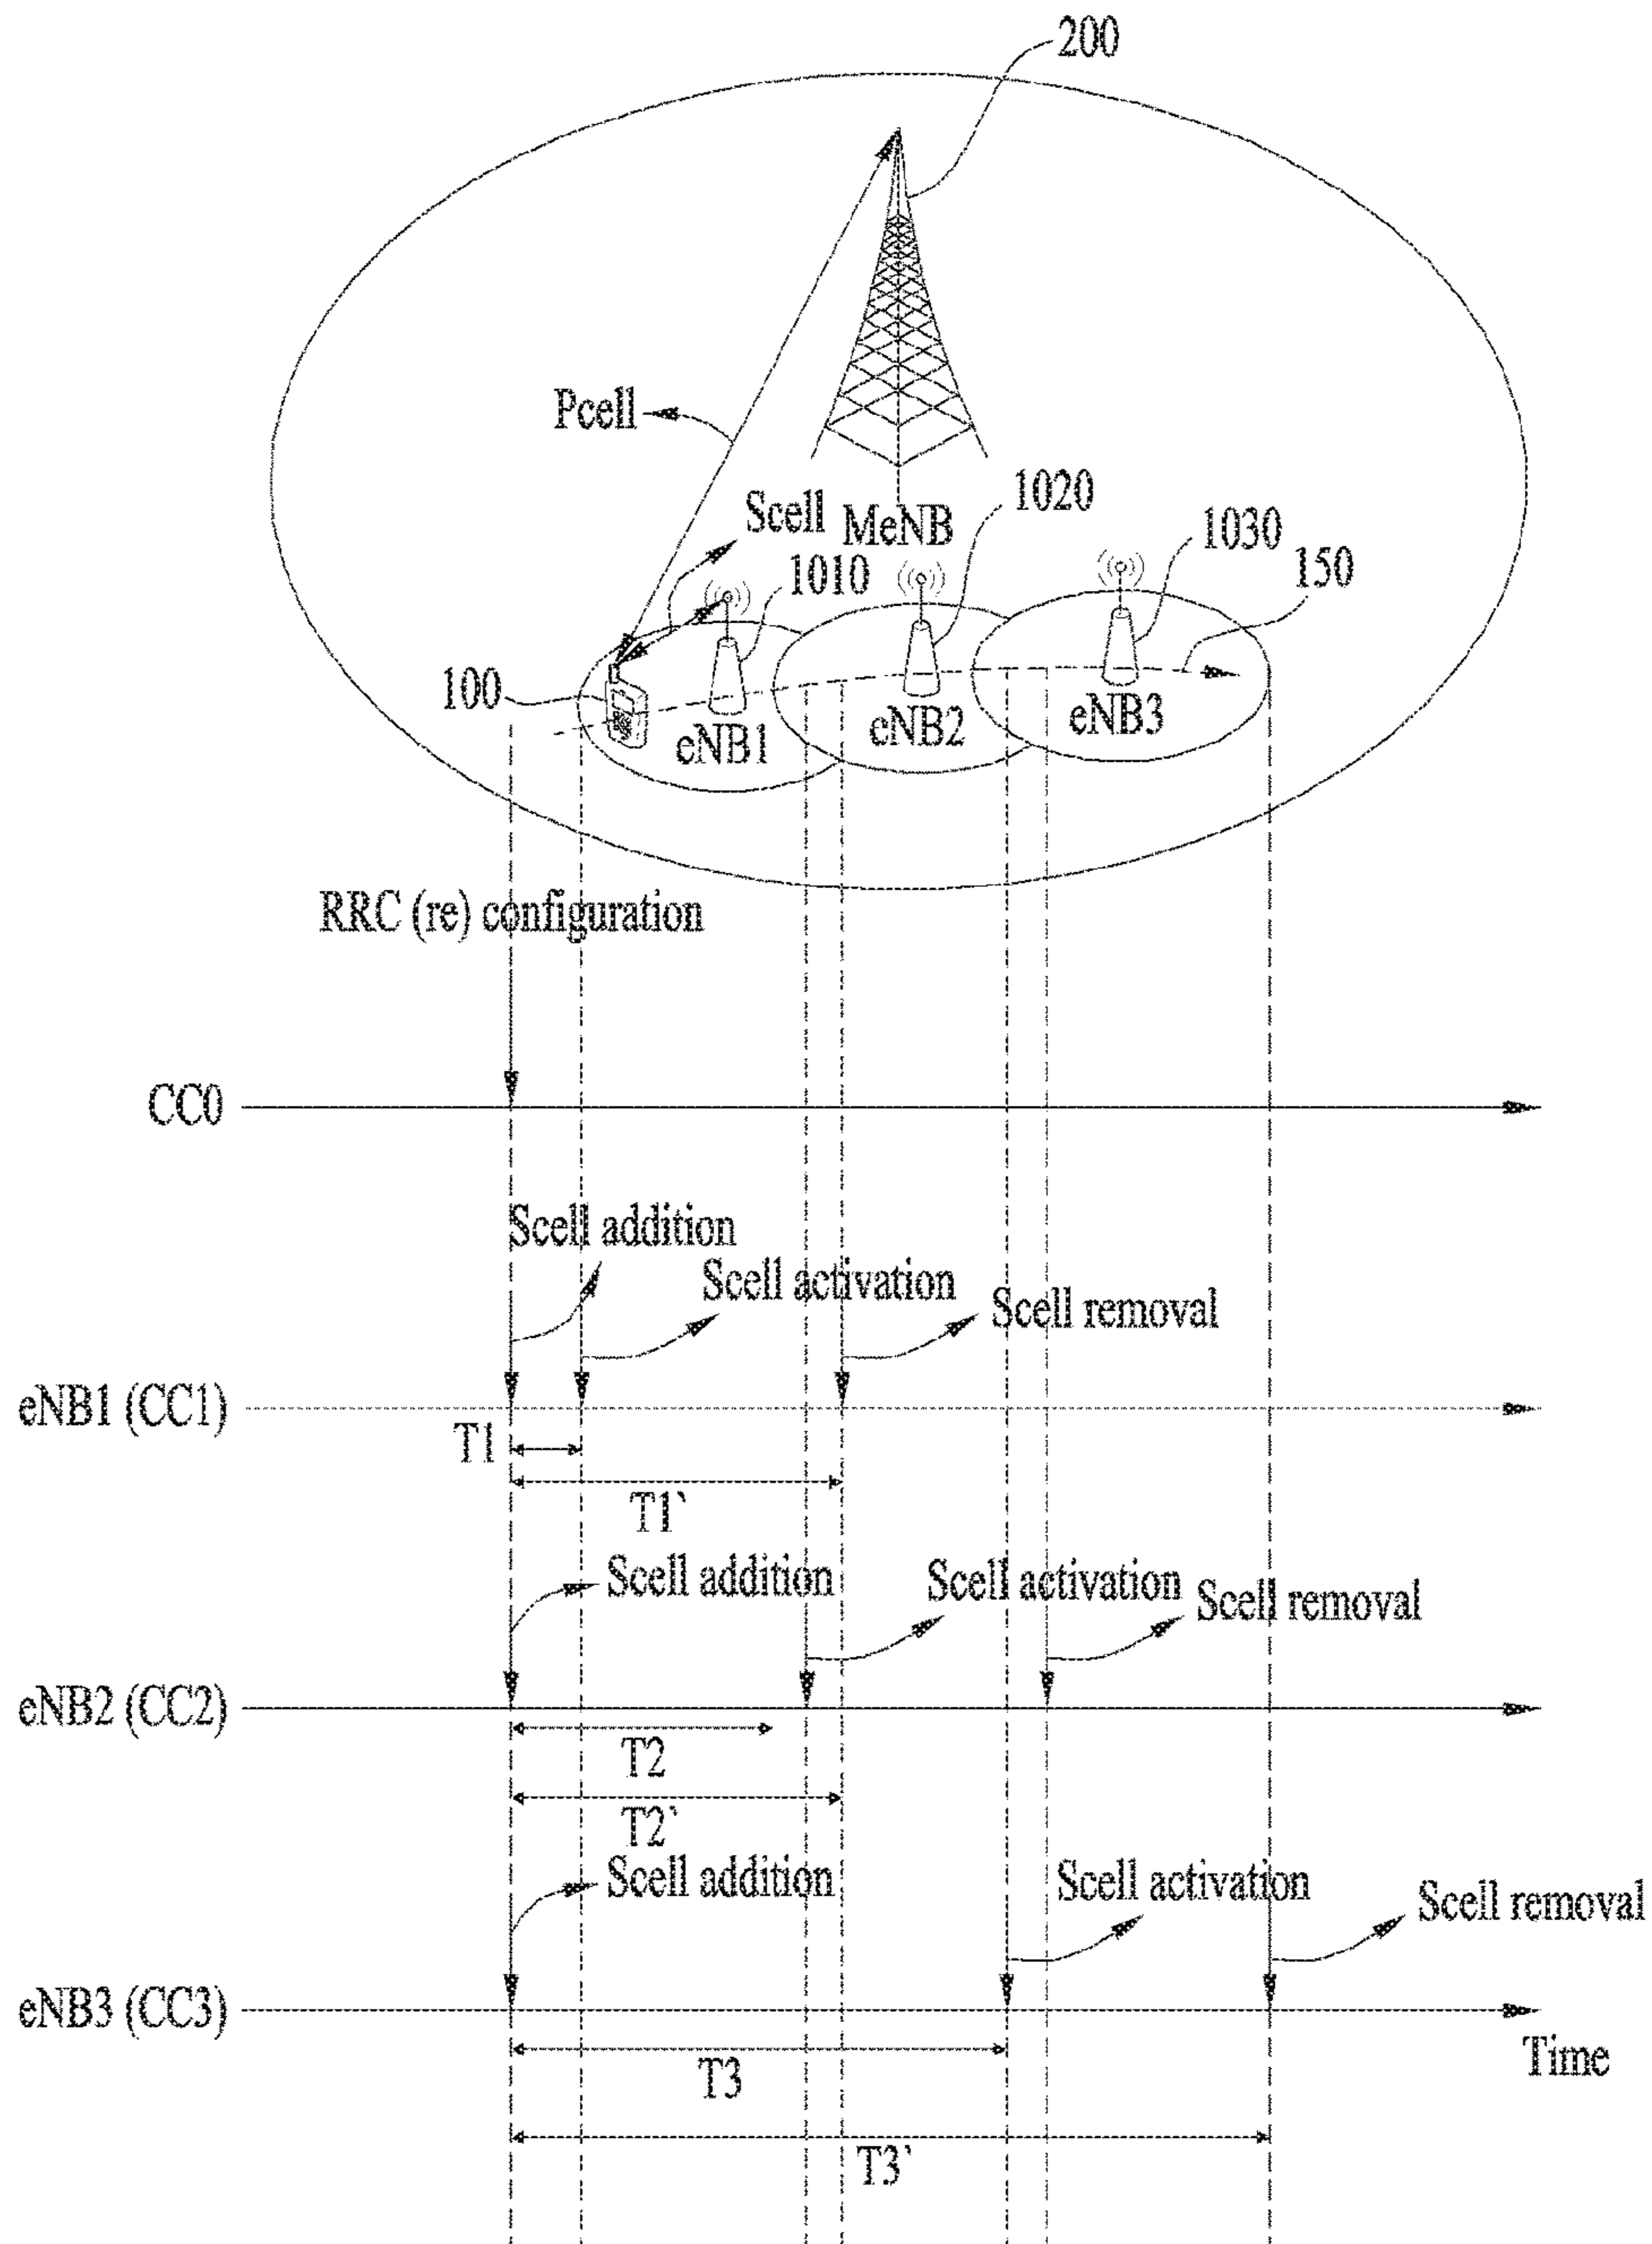 200
Pcell
Scell
MeNB
1020
1030
150
1010
100
eNB1
eNB2
eNB3
RRC (re) configuration
CC0
Scell addition
Scell activation
Scell removal
eNB1 (CC1)
T1
T1`
Scell addition
Scell activation
Scell removal
eNB2 (CC2)
T2
T2`
Scell addition
Scell activation
Scell removal
eNB3 (CC3)
Time
T3
T3`